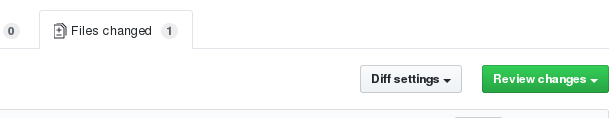 0 Files changed 1
Diff settings Review changes